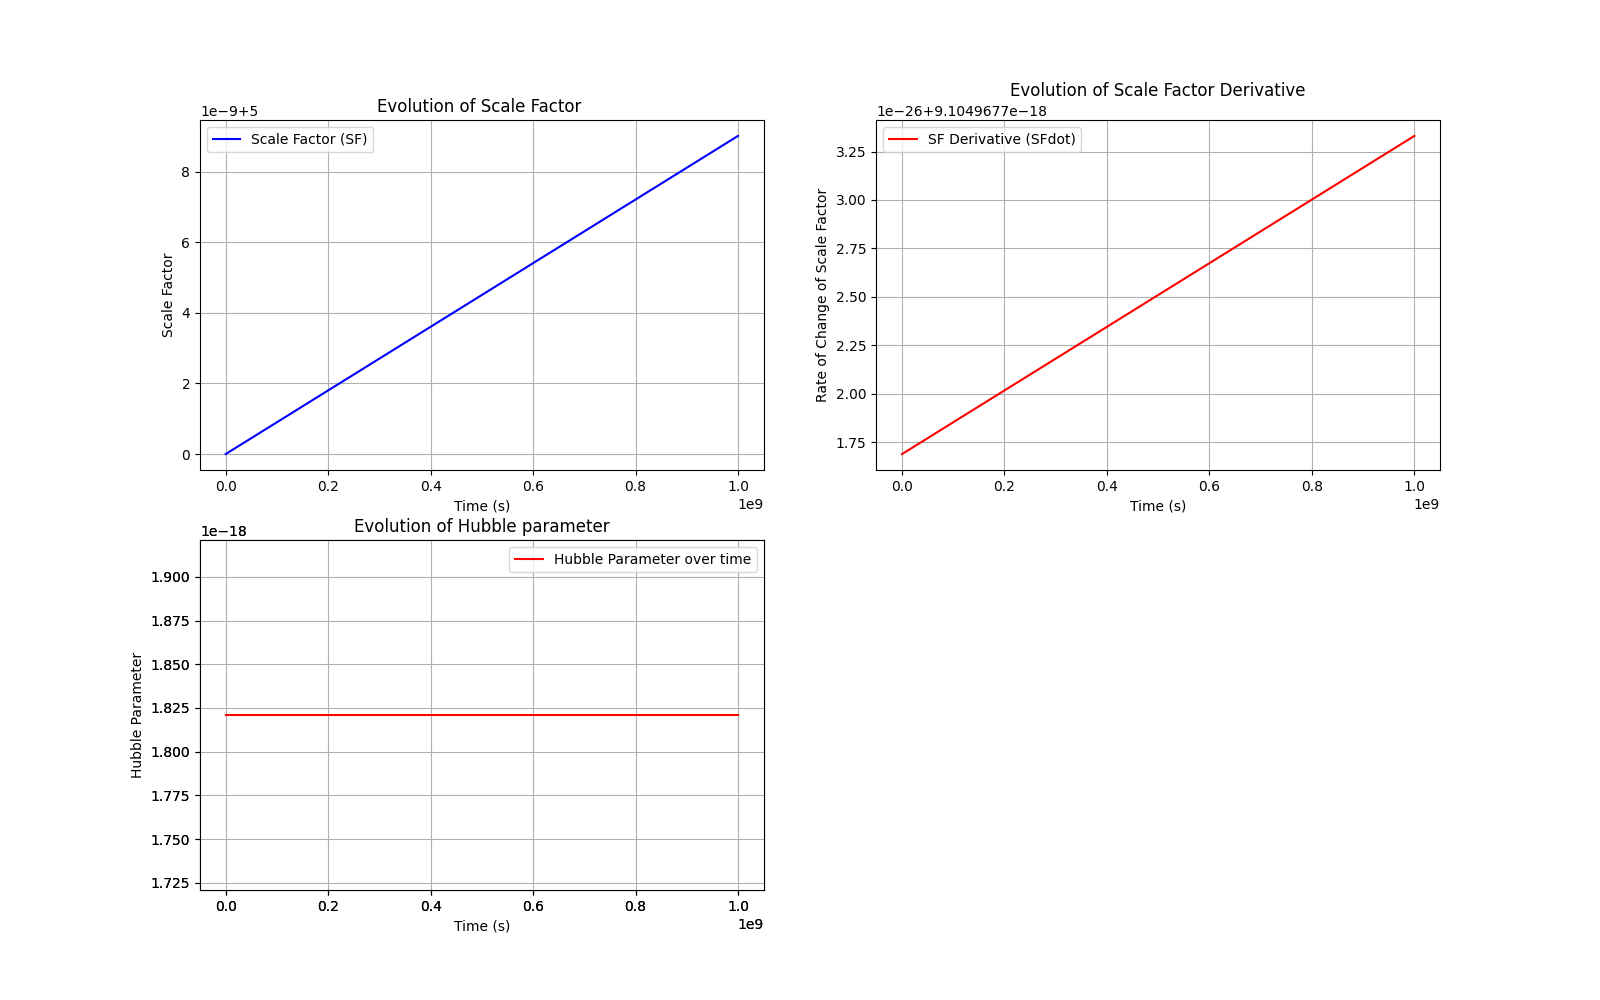 Evolution of Scale Factor
1e−9+5
Scale Factor (SF)
8
6
4
2
0
Scale Factor
0.0 0.2 0.4 0.6 0.8 1.0
1e9
Time (s)
Evolution of Scale Factor Derivative
1e−26+9.1049677e−18
SF Derivative (SFdot)
3.25
3.00
2.75
2.50
2.25
2.00
1.75
Rate of Change of Scale Factor
0.0 0.2 0.4 0.6 0.8 1.0
1e9
Time (s)
Evolution of Hubble parameter
1e−18
Hubble Parameter over time
1.900
1.875
1.850
1.825
1.800
1.775
1.750
1.725
Hubble Parameter
0.0 0.2 0.4 0.6 0.8 1.0
1e9
Time (s)